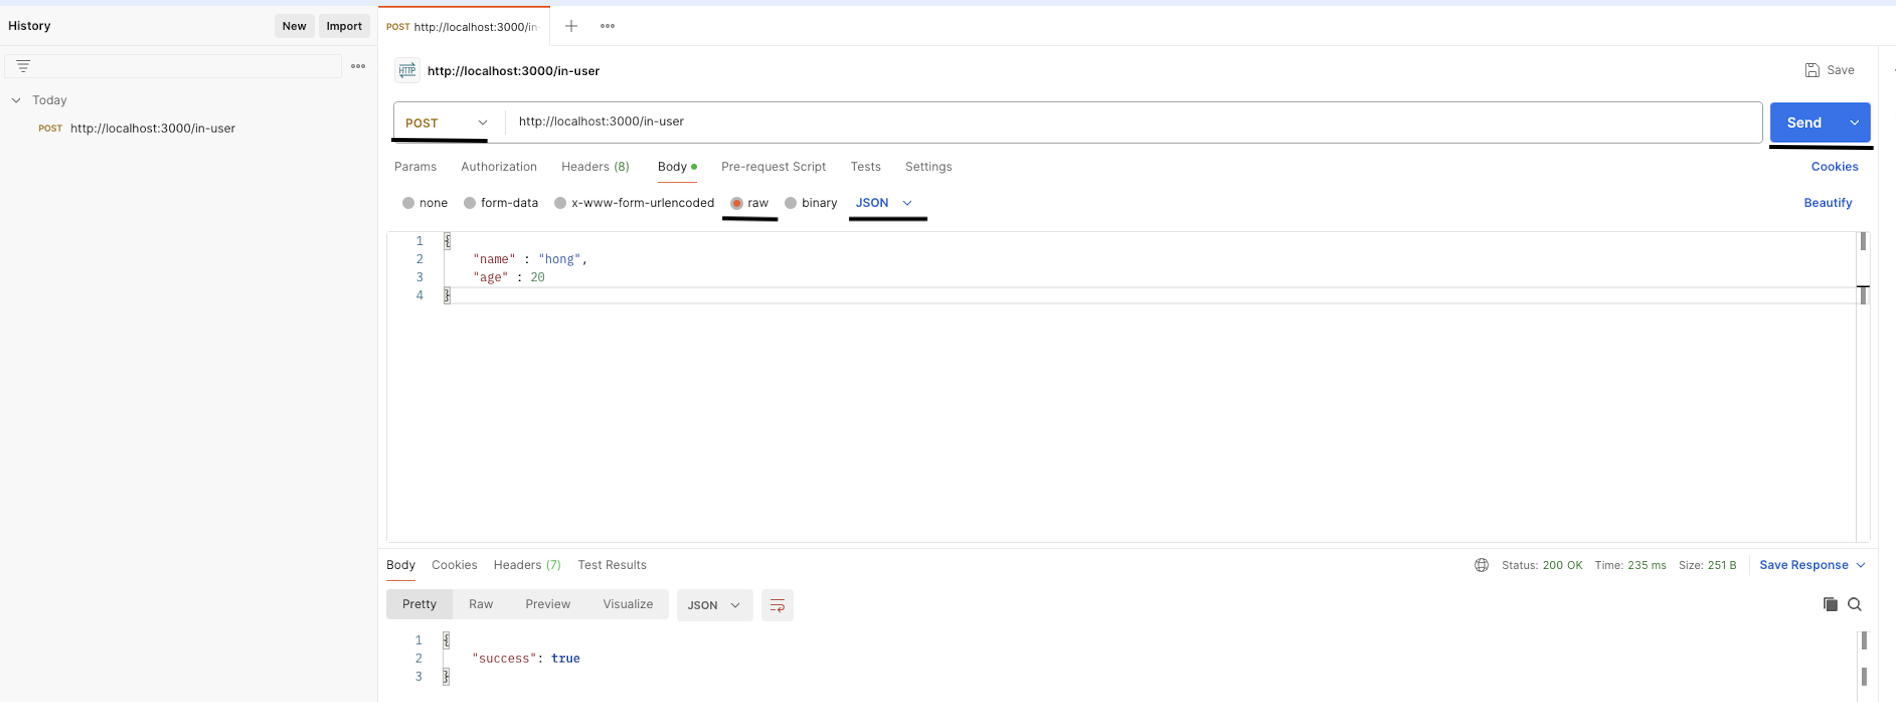 History
New
Import
POST http://localhost:3000/in-
Today
POST http://localhost:3000/in-user
HTTP http://localhost:3000/in-user
Save
POST
http://localhost:3000/in-user
Send
Params Authorization Headers (8) Body Pre-request Script Tests Settings
Cookies
none form-data x-www-form-urlencoded raw binary JSON
Beautify
1 {
2 "name" : "hong",
3 "age" : 20
4 }
Body Cookies Headers (7) Test Results
Status: 200 OK Time: 235 ms Size: 251 B
Save Response
Pretty Raw Preview Visualize JSON
1 {
2 "success": true
3 }